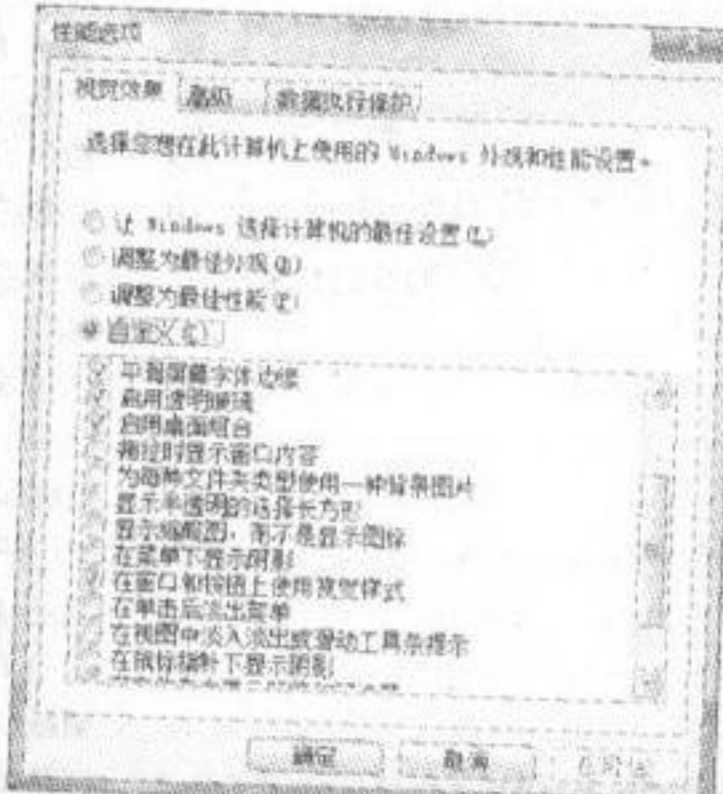 性能选项
视觉效果 高级 数据执行保护
选择您想在此计算机上使用的 Windows 外观和性能设置。
让 Windows 选择计算机的最佳设置(L)
调整为最佳外观(B)
调整为最佳性能(P)
自定义(C):
平滑屏幕字体边缘
启用透明玻璃
启用桌面组合
拖拉时显示窗口内容
为每种文件夹类型使用一种背景图片
显示半透明的选择长方形
显示缩略图，而不是显示图标
在菜单下显示阴影
在窗口和按钮上使用视觉样式
在单击后淡出菜单
在视图中淡入淡出或滑动工具条提示
在鼠标指针下显示阴影
确定 取消